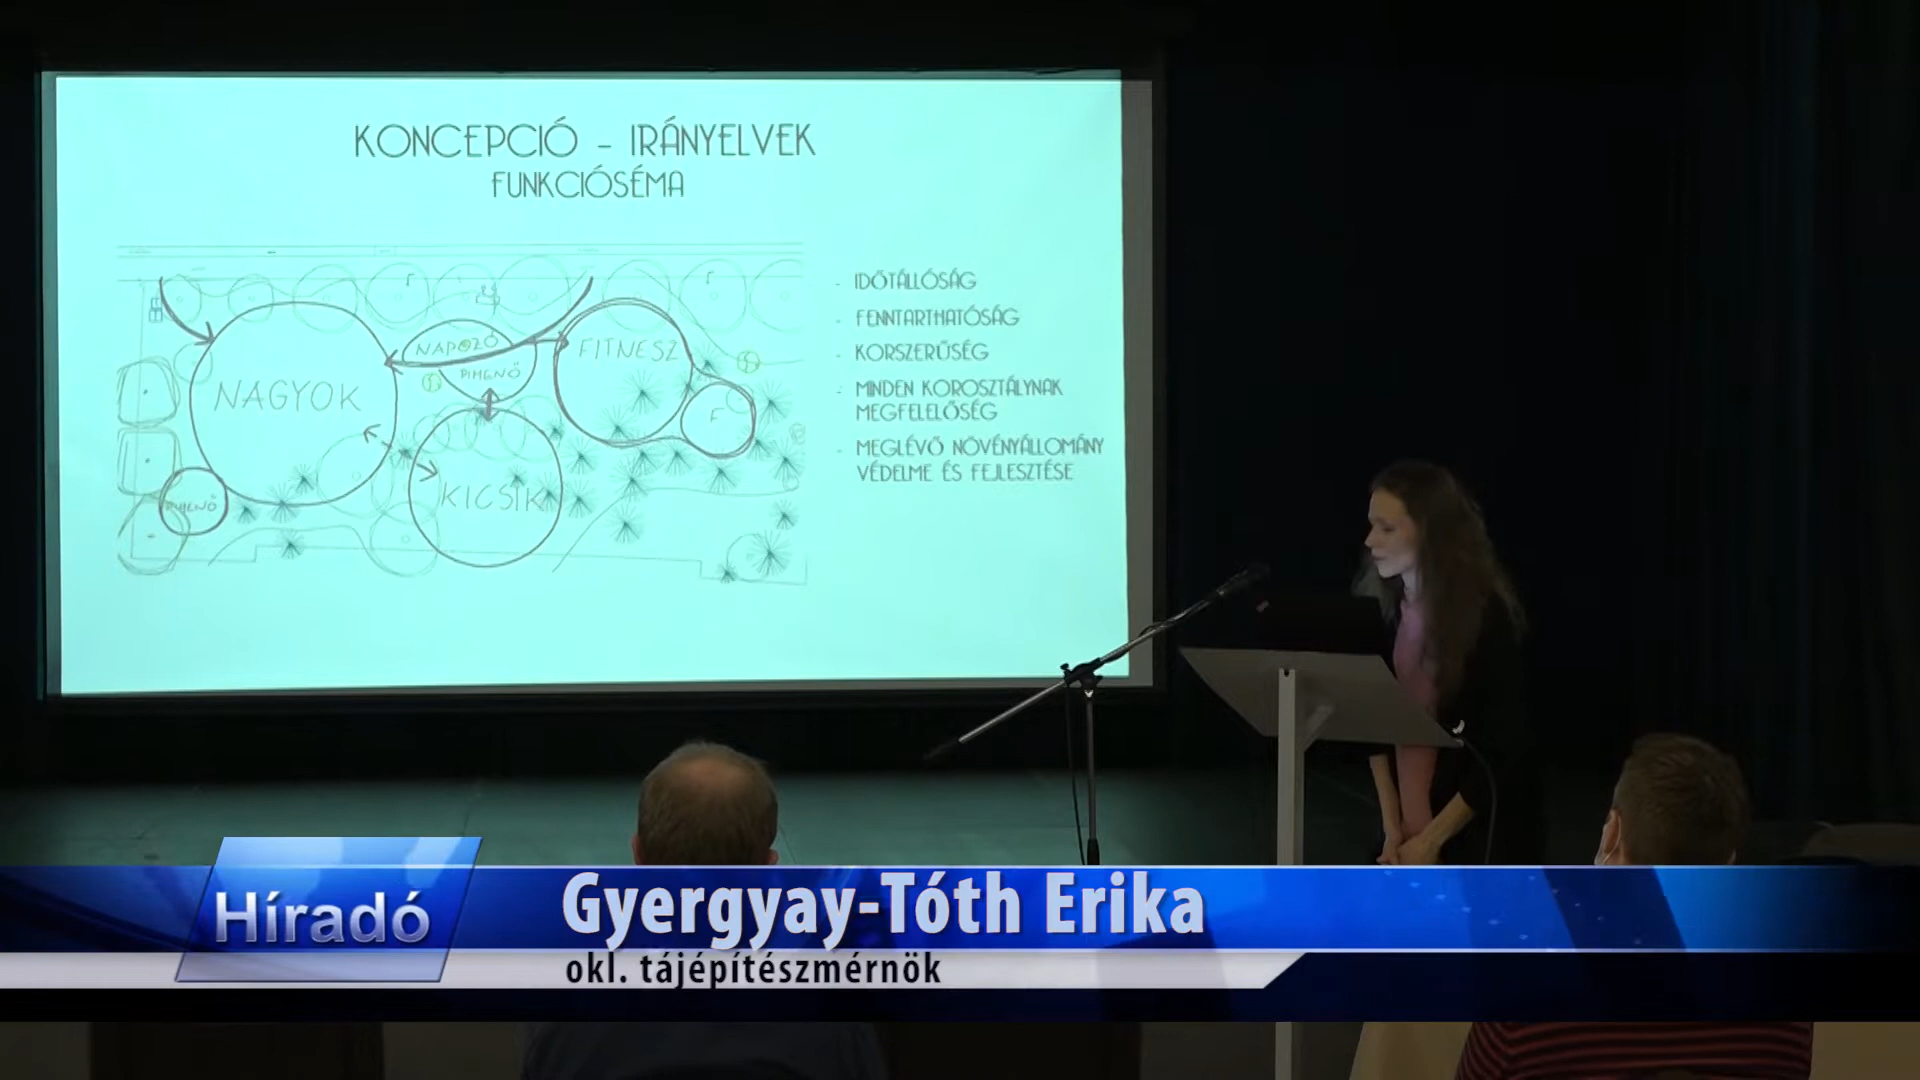 KONCEPCIÓ – IRÁNYELVEK
FUNKCIÓSÉMA
- IDŐTÁLLÓSÁG
- FENNTARTHATÓSÁG
- KORSZERŰSÉG
- MINDEN KOROSZTÁLYNAK
MEGFELELŐSÉG
- MEGLÉVŐ NÖVÉNYÁLLOMÁNY
VÉDELME ÉS FEJLESZTÉSE
NAPOZÓ
PIHENŐ
FITNESZ
NAGYOK
F
KICSIK
PIHENŐ
Híradó
Gyergyay-Tóth Erika
okl. tájépítészmérnök